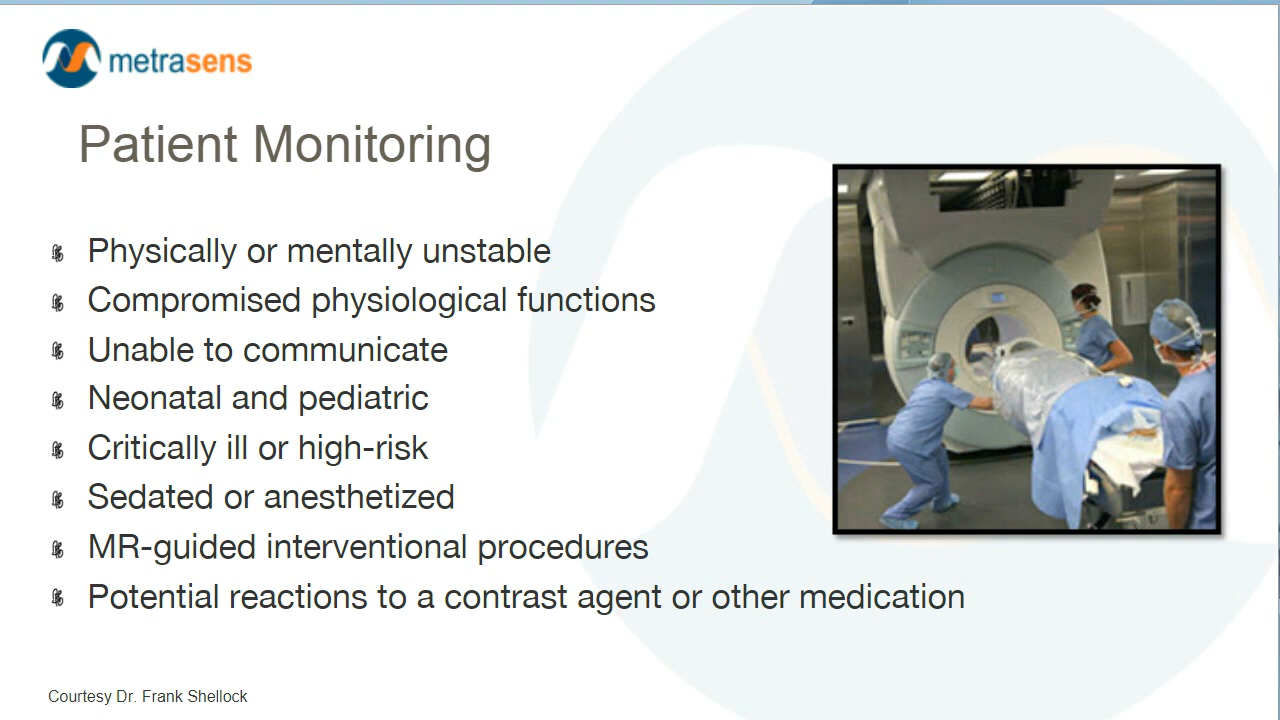 metrasens
Patient Monitoring
Physically or mentally unstable
Compromised physiological functions
Unable to communicate
Neonatal and pediatric
Critically ill or high-risk
Sedated or anesthetized
MR-guided interventional procedures
Potential reactions to a contrast agent or other medication
Courtesy Dr. Frank Shellock